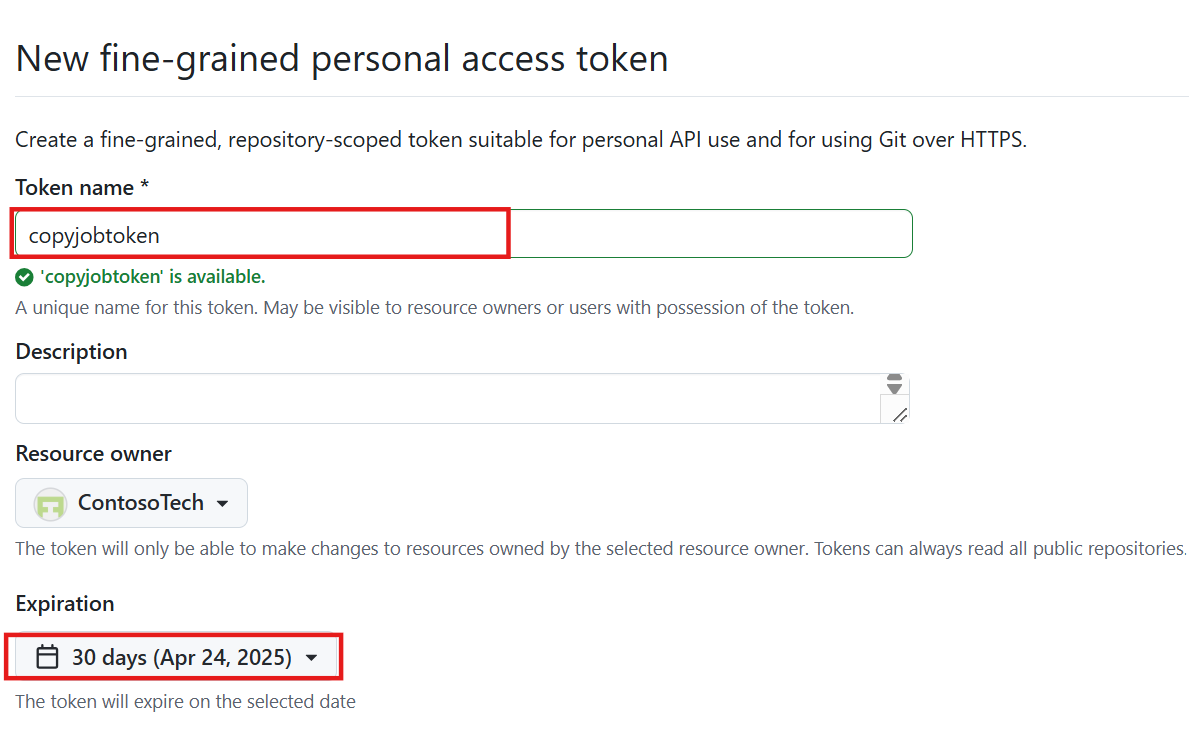 New fine-grained personal access token
Create a fine-grained, repository-scoped token suitable for personal API use and for using Git over HTTPS.
Token name *
copyjobtoken
'copyjobtoken' is available.
A unique name for this token. May be visible to resource owners or users with possession of the token.
Description
Resource owner
ContosoTech
The token will only be able to make changes to resources owned by the selected resource owner. Tokens can always read all public repositories.
Expiration
30 days (Apr 24, 2025)
The token will expire on the selected date